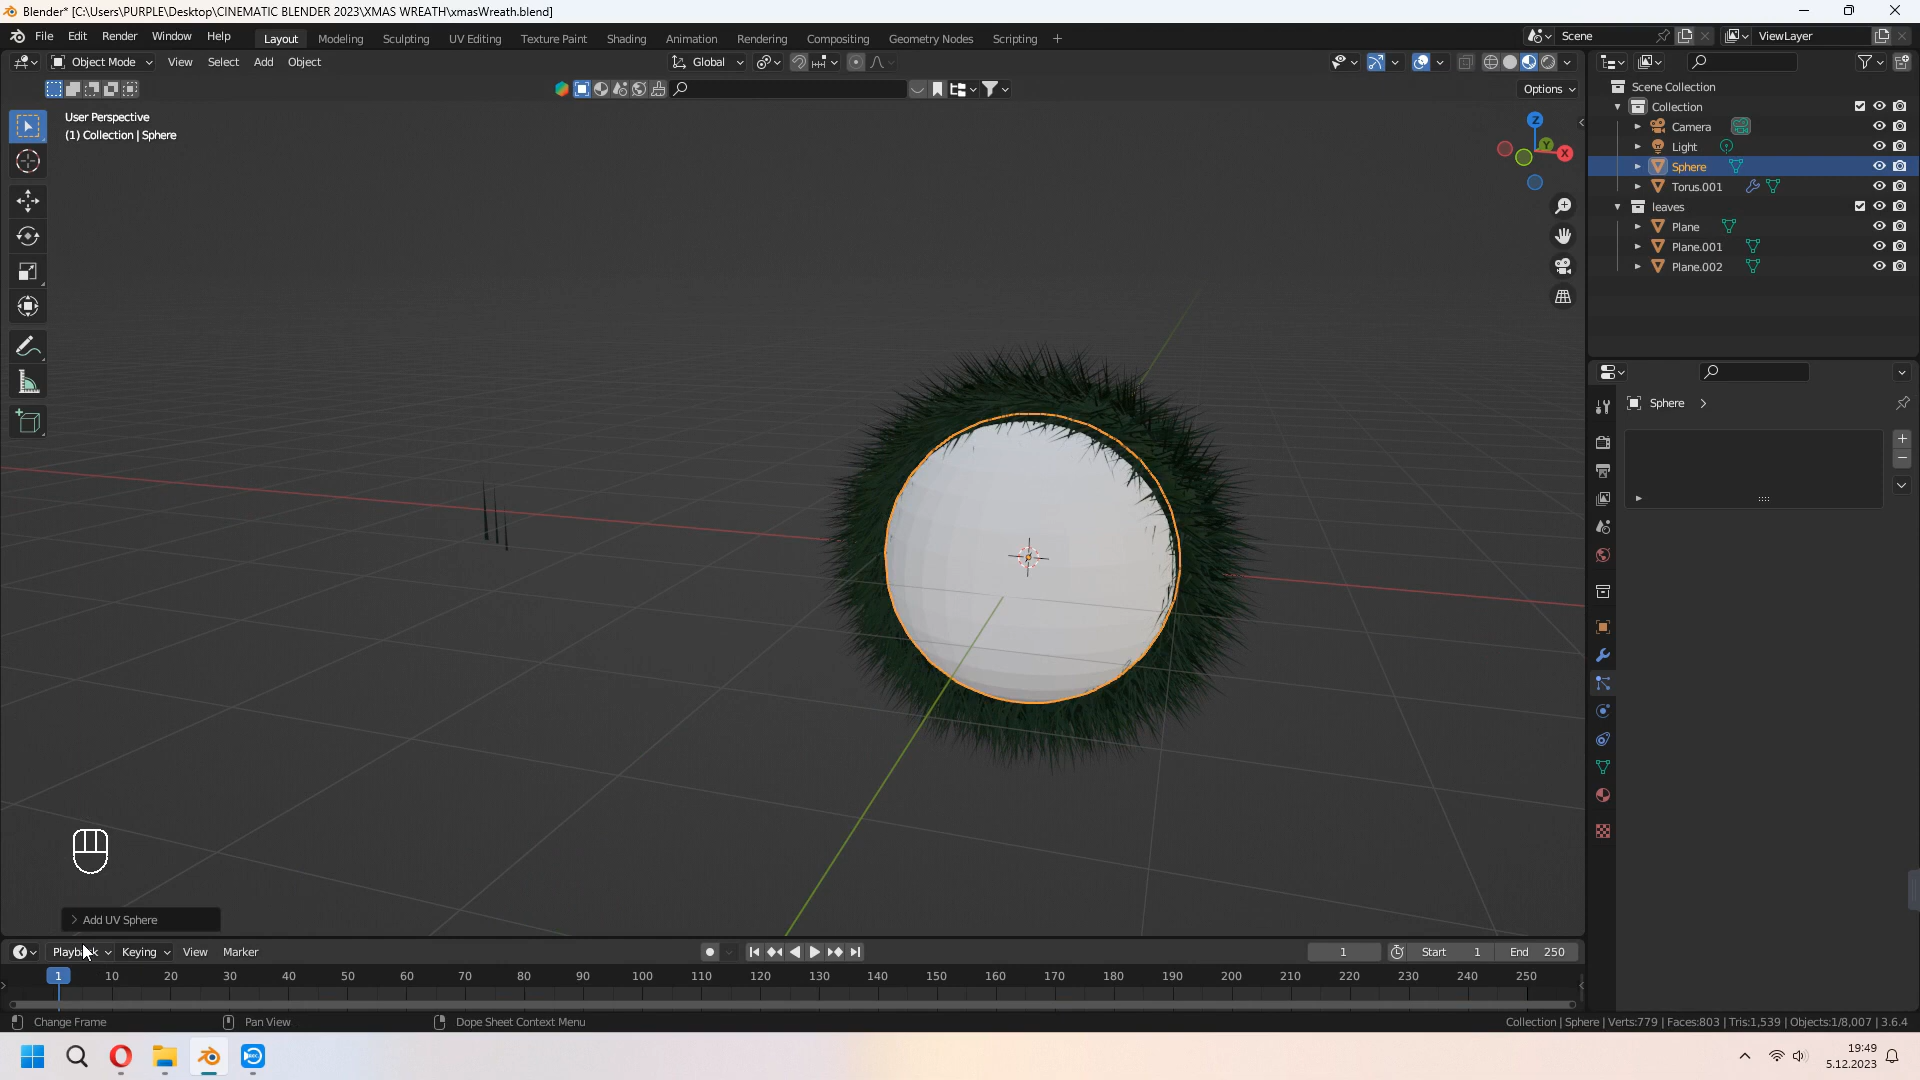 Blender* [C:\Users\PURPLE\Desktop\CINEMATIC BLENDER 2023\XMAS WREATH\xmasWreath.blend]
File Edit Render Window Help Layout Modeling Sculpting UV Editing Texture Paint Shading Animation Rendering Compositing Geometry Nodes Scripting + Scene ViewLayer
Object Mode View Select Add Object Global
Options
User Perspective
(1) Collection | Sphere
Z
Y
X
Scene Collection
Collection
Camera
Light
Sphere
Torus.001
leaves
Plane
Plane.001
Plane.002
Sphere
Add UV Sphere
Playback Keying View Marker 1 Start 1 End 250
1 10 20 30 40 50 60 70 80 90 100 110 120 130 140 150 160 170 180 190 200 210 220 230 240 250
Change Frame Pan View Dope Sheet Context Menu Collection | Sphere | Verts:779 | Faces:803 | Tris:1,539 | Objects:1/8,007 | 3.6.4
19:49
5.12.2023